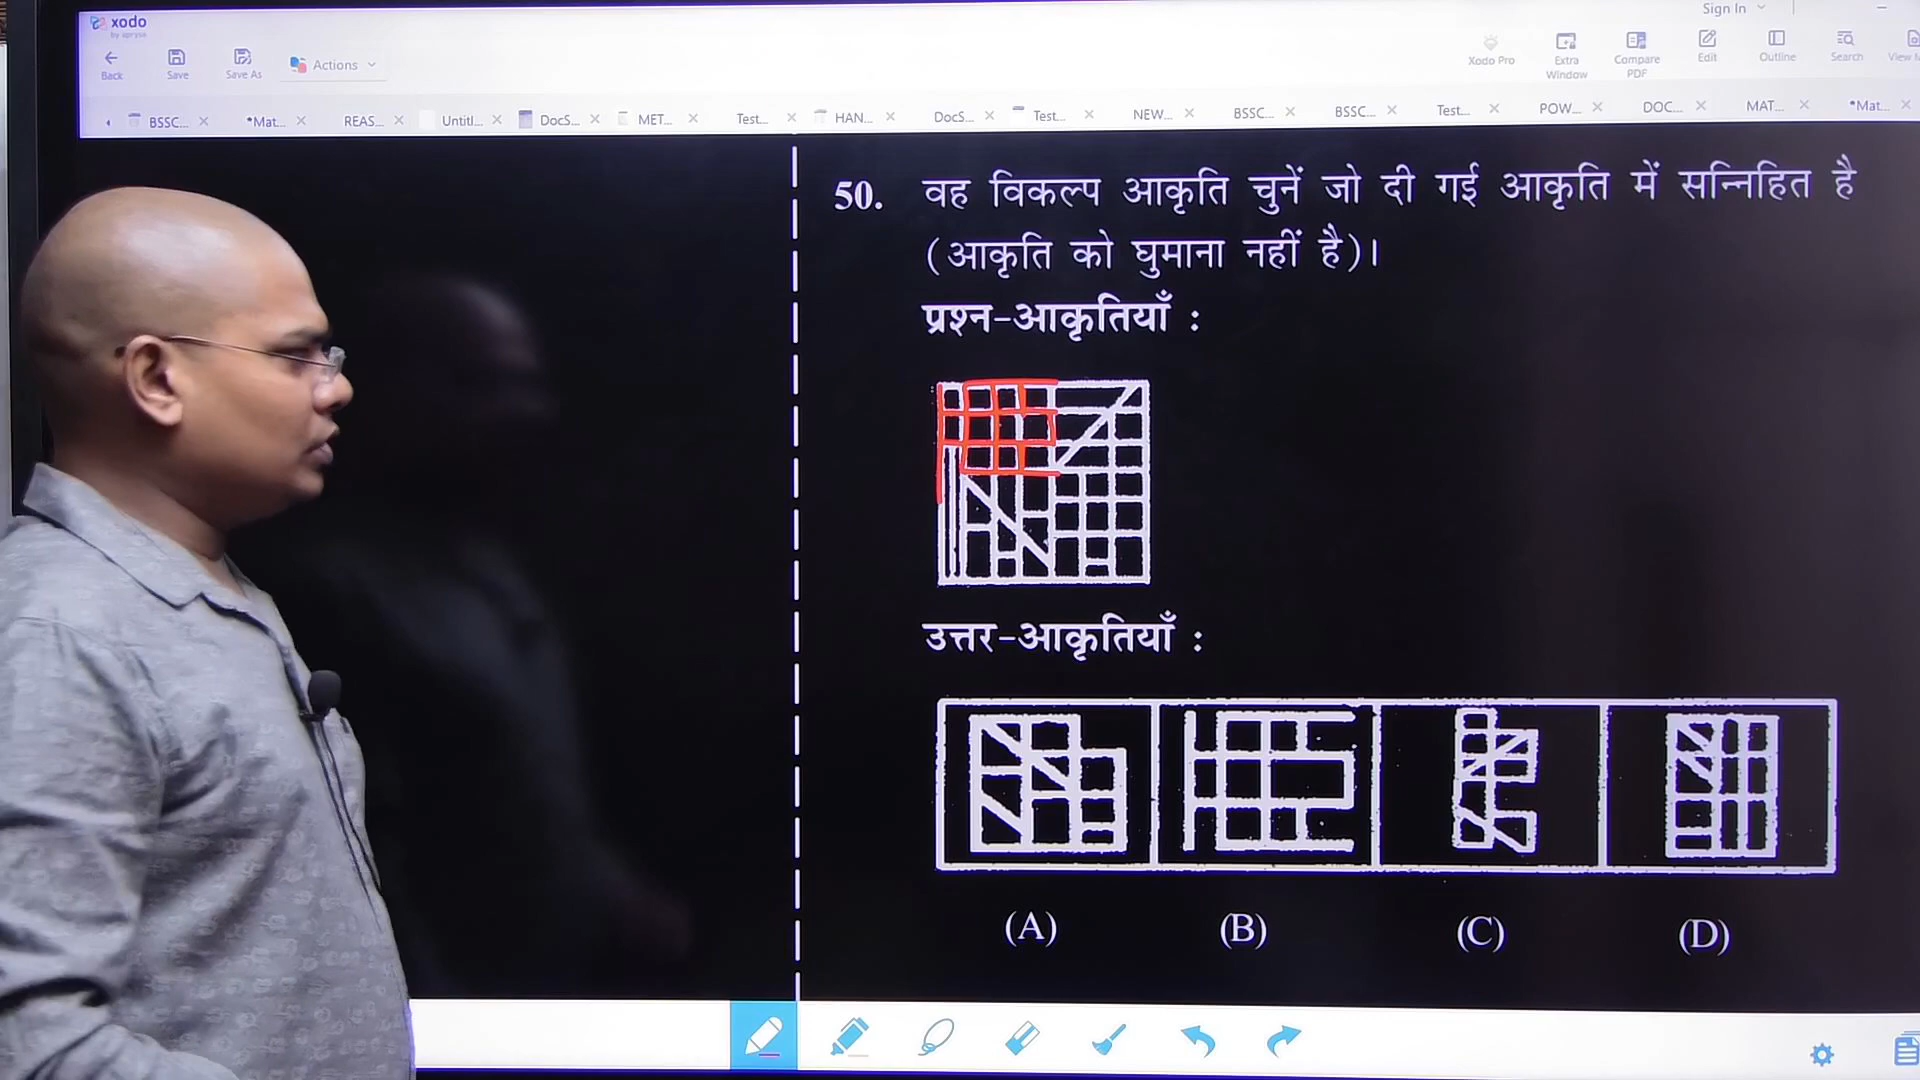 xodo
by apryse
Sign In
Back
Save
Save As
Actions
Xodo Pro
Extra Window
Compare PDF
Edit
Outline
Search
BSSC...
*Mat...
REAS...
Untitl...
DocS...
MET...
Test...
HAN...
DocS...
Test...
NEW...
BSSC...
BSSC...
Test...
POW...
DOC...
MAT...
*Mat...
50. वह विकल्प आकृति चुनें जो दी गई आकृति में सन्निहित है
(आकृति को घुमाना नहीं है)।
प्रश्न-आकृतियाँ :
उत्तर-आकृतियाँ :
(A) (B) (C) (D)